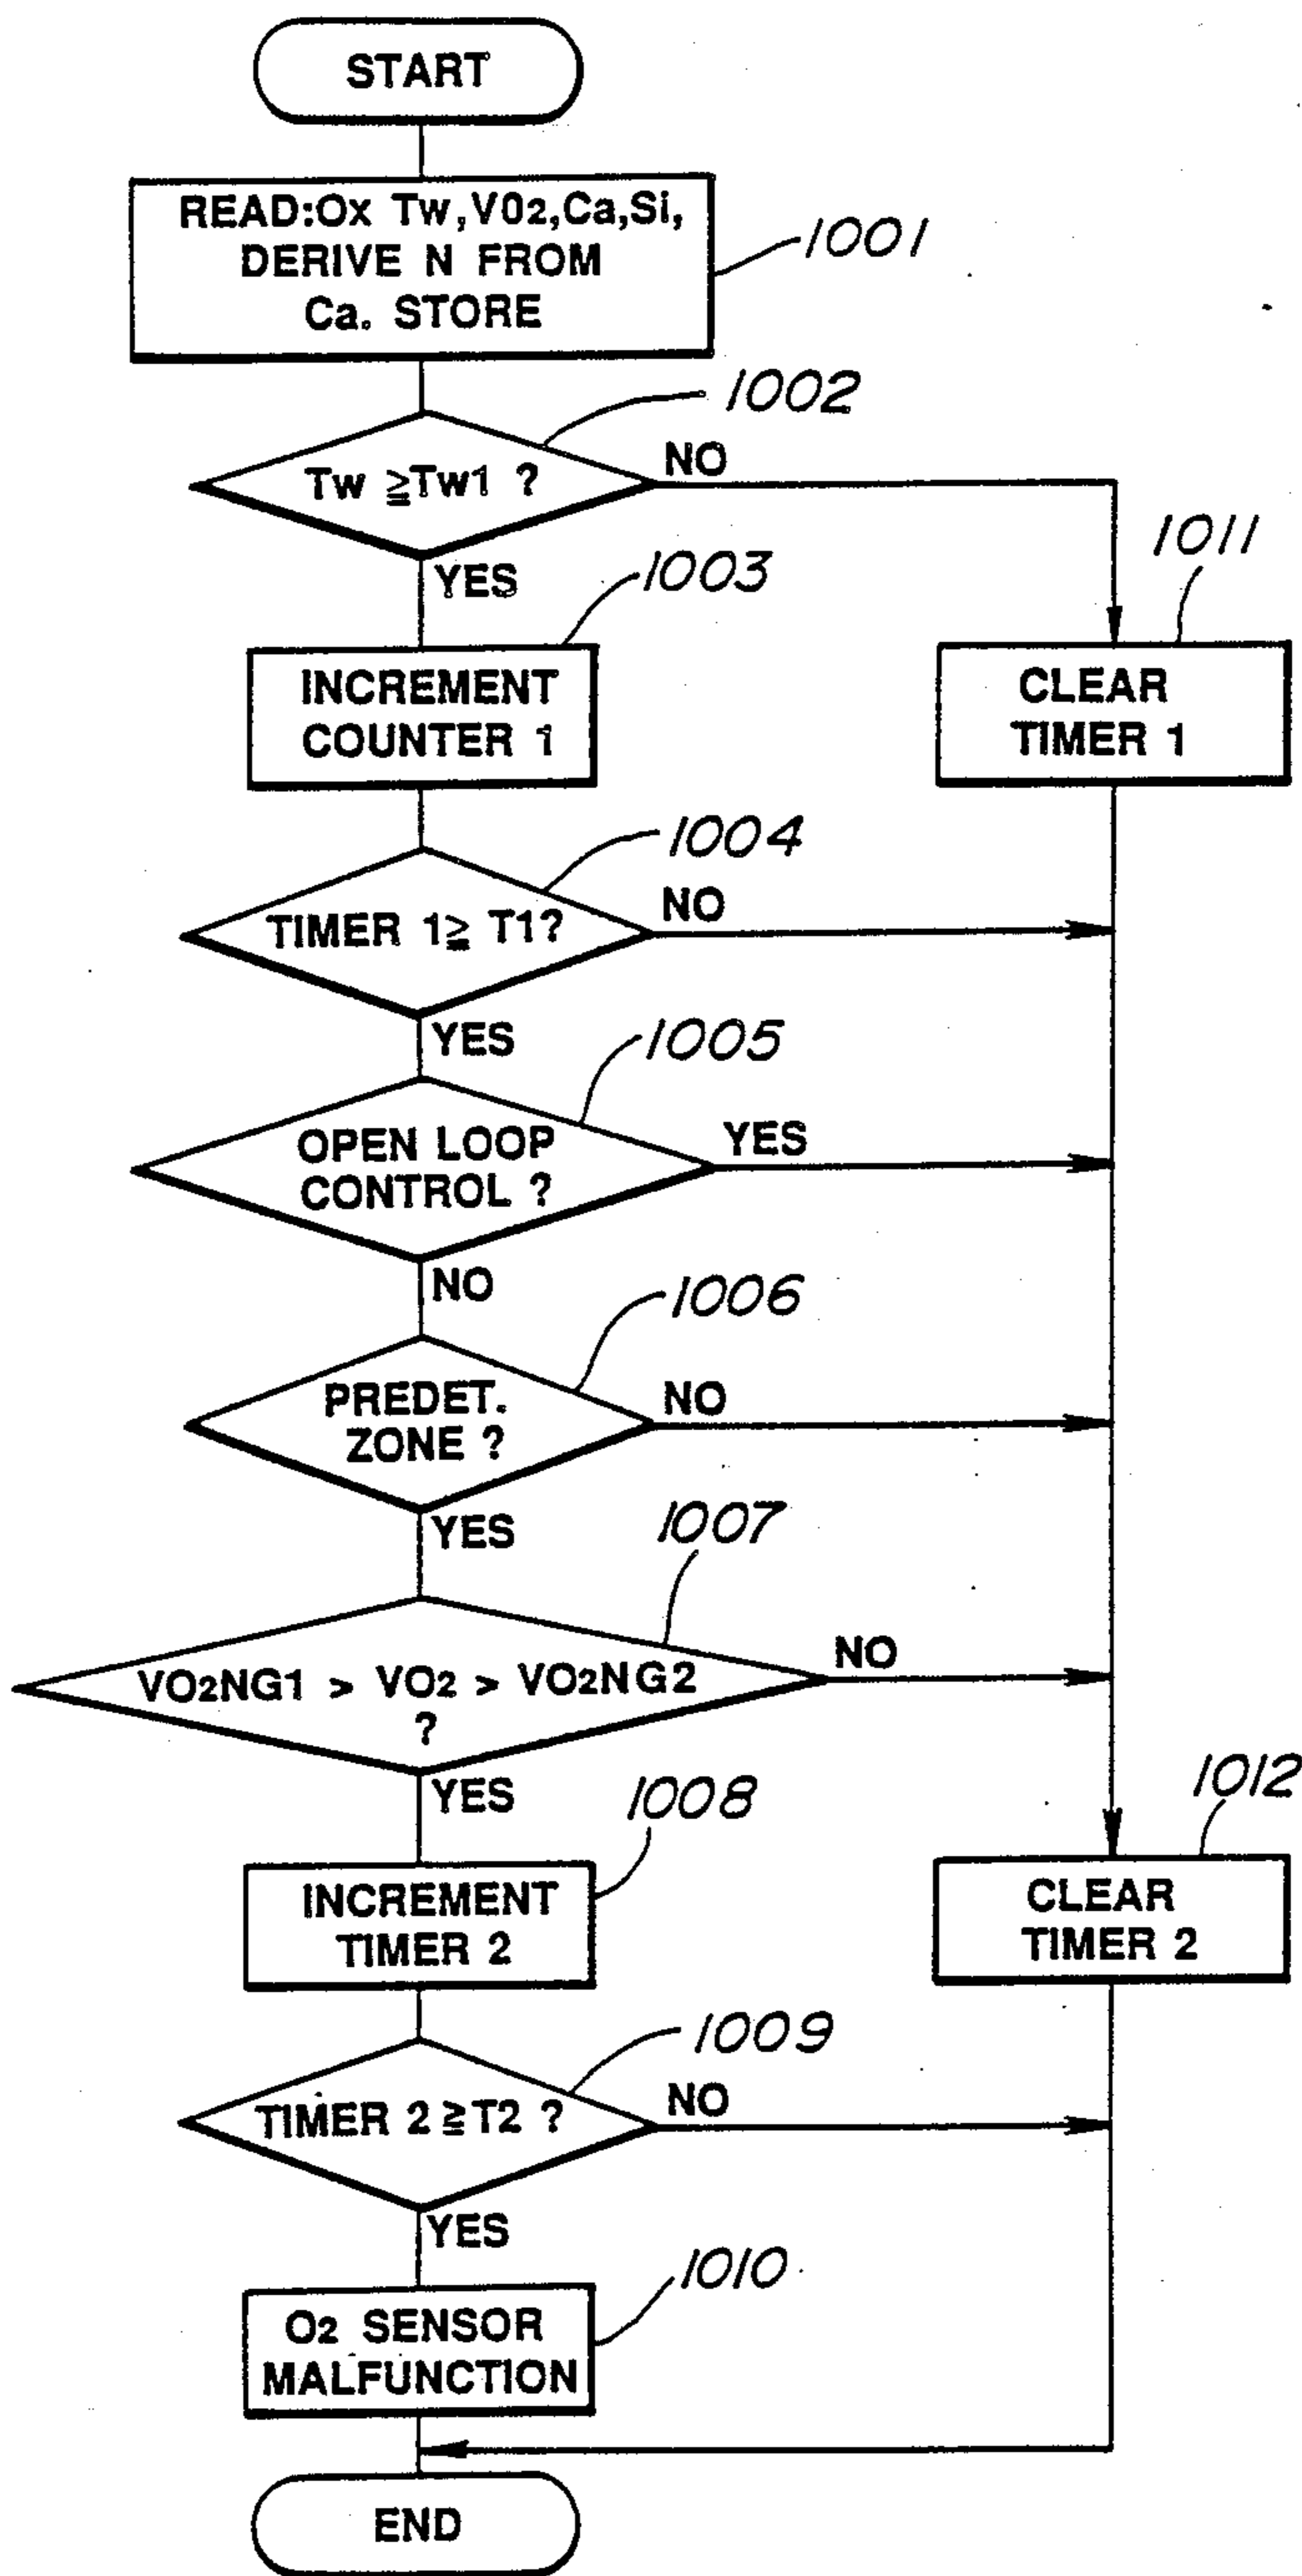 START
READ:Ox Tw,VO2,Ca,Si,
DERIVE N FROM
Ca. STORE
1001
1002
Tw ≧Tw1 ?
NO
YES
1003
INCREMENT
COUNTER 1
1011
CLEAR
TIMER 1
1004
TIMER 1≧ T1?
NO
YES
1005
OPEN LOOP
CONTROL ?
YES
NO
1006
PREDET.
ZONE ?
NO
YES
1007
VO2NG1 > VO2 > VO2NG2
?
NO
YES
1008
INCREMENT
TIMER 2
1012
CLEAR
TIMER 2
1009
TIMER 2 ≧T2 ?
NO
YES
1010
O2 SENSOR
MALFUNCTION
END